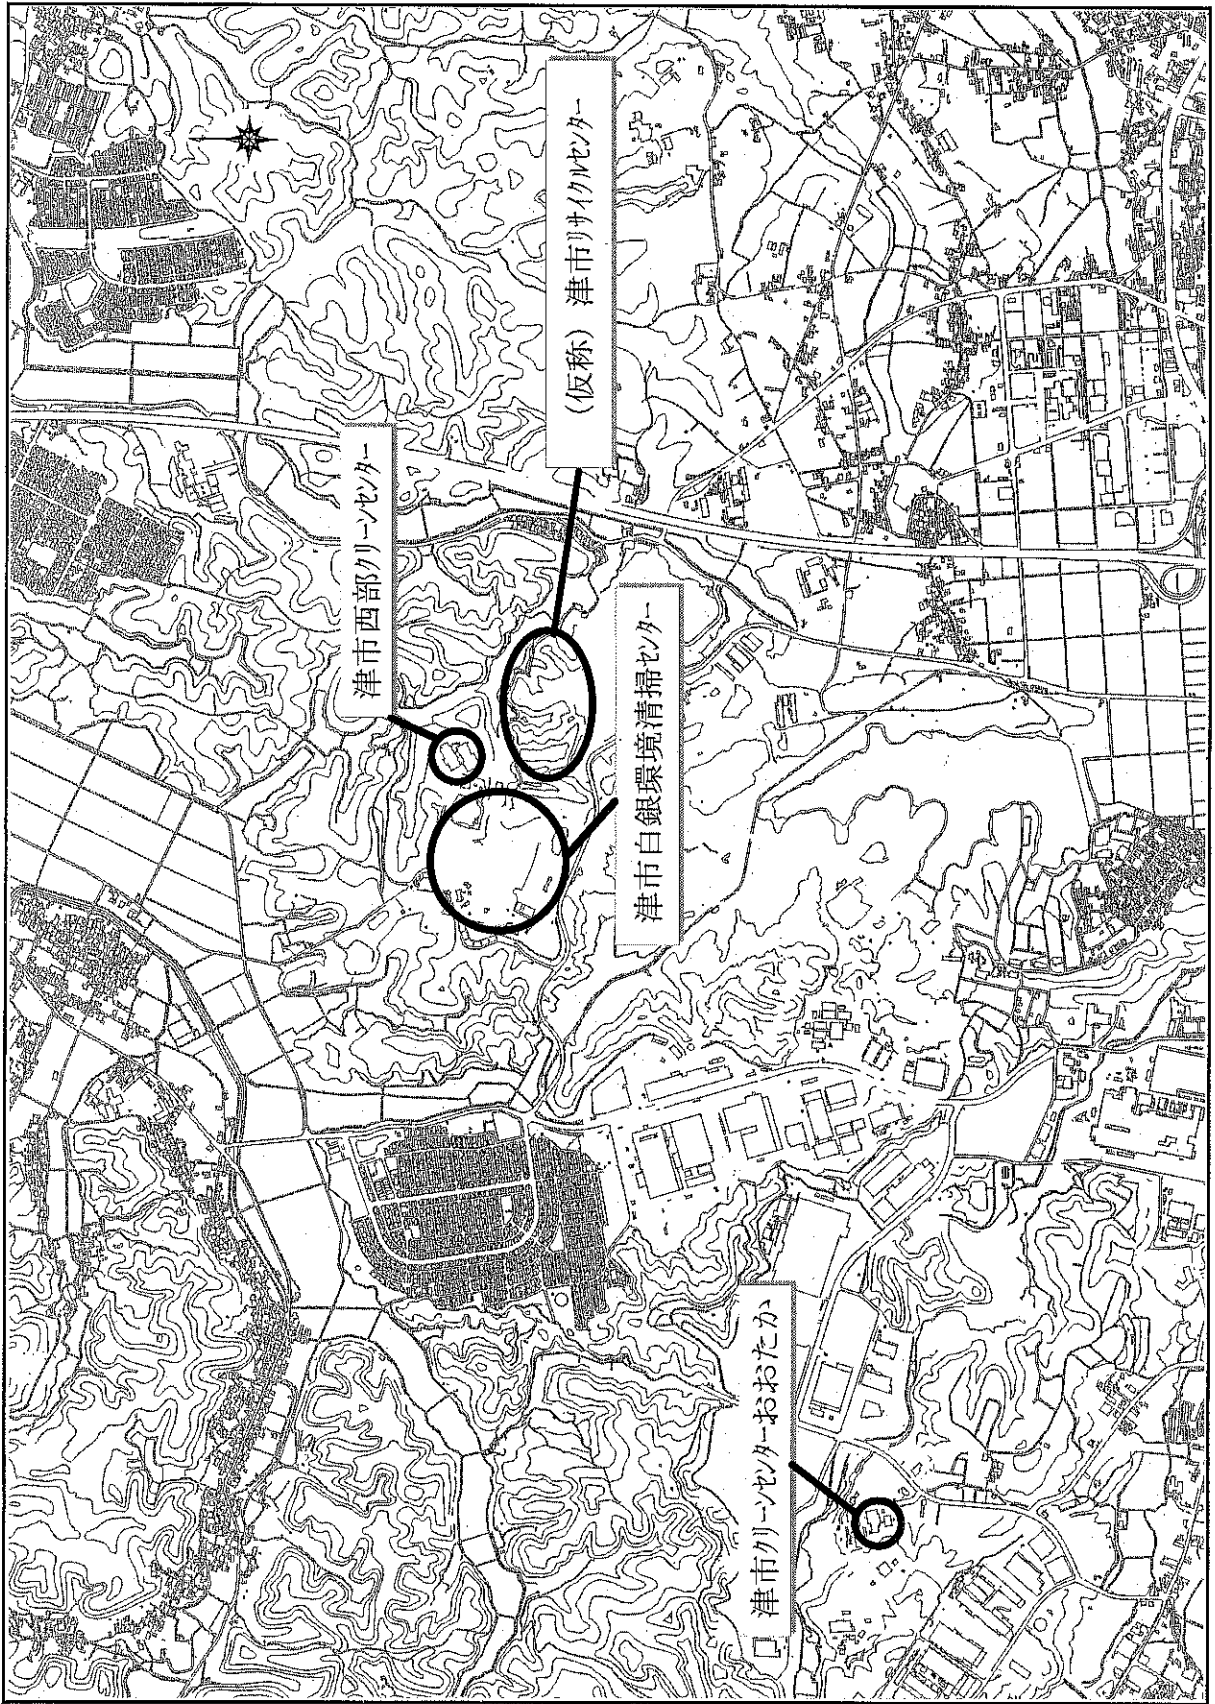 (仮称) 津市リサイクルセンター
津市西部クリーンセンター
津市白銀環境清掃センター
津市クリーンセンターおおたか